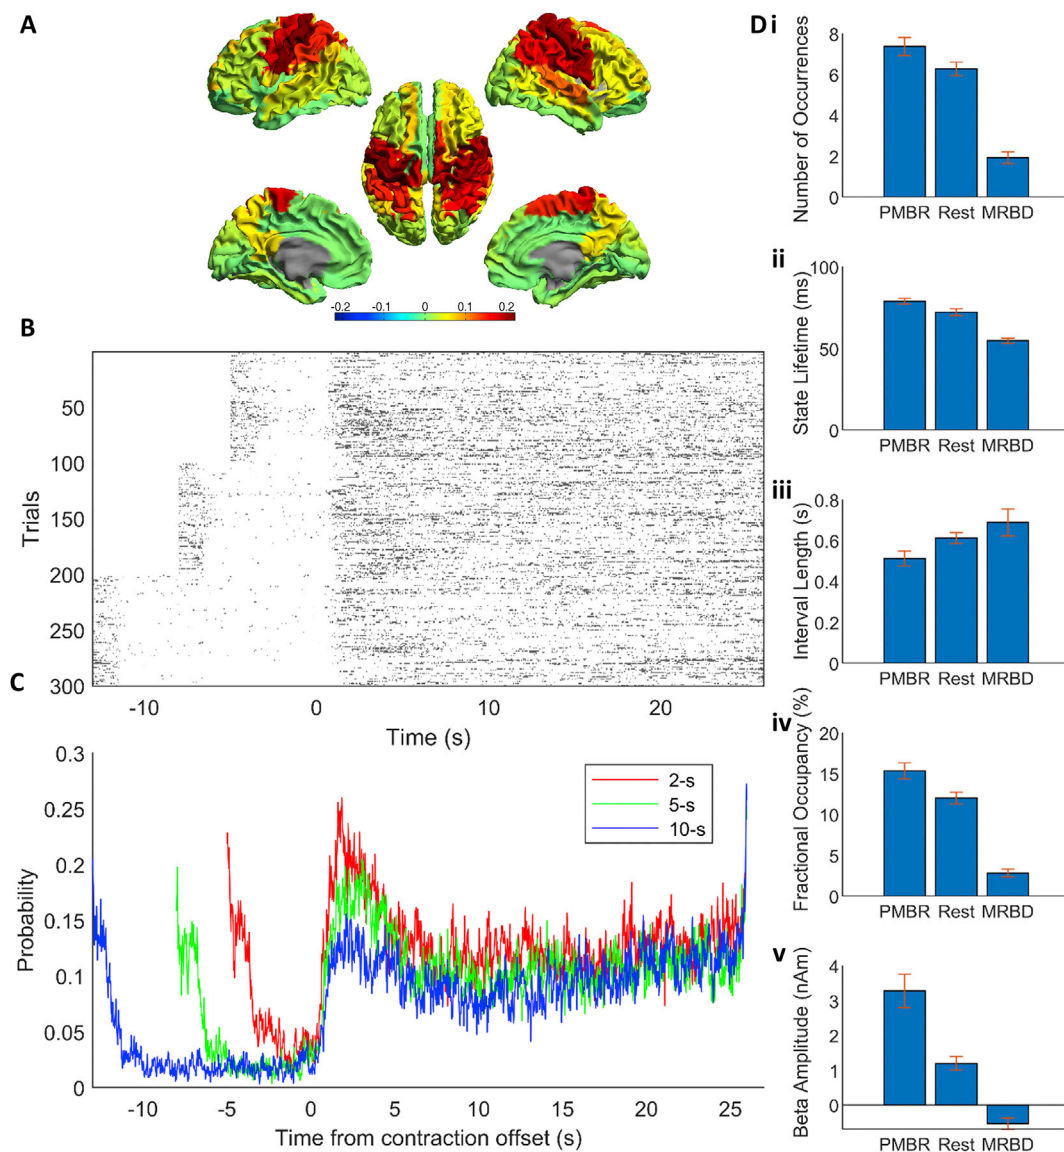 A
-0.2 -0.1 0 0.1 0.2
B
50
100
150
200
250
300
Trials
-10 0 10 20
Time (s)
C
0.3
0.25
0.2
0.15
0.1
0.05
0
Probability
2-s
5-s
10-s
-10 -5 0 5 10 15 20 25
Time from contraction offset (s)
D i
8
6
4
2
0
Number of Occurrences
PMBR Rest MRBD
ii
100
50
0
State Lifetime (ms)
PMBR Rest MRBD
iii
0.8
0.6
0.4
0.2
0
Interval Length (s)
PMBR Rest MRBD
iv
20
15
10
5
0
Fractional Occupancy (%)
PMBR Rest MRBD
v
4
3
2
1
0
Beta Amplitude (nAm)
PMBR Rest MRBD